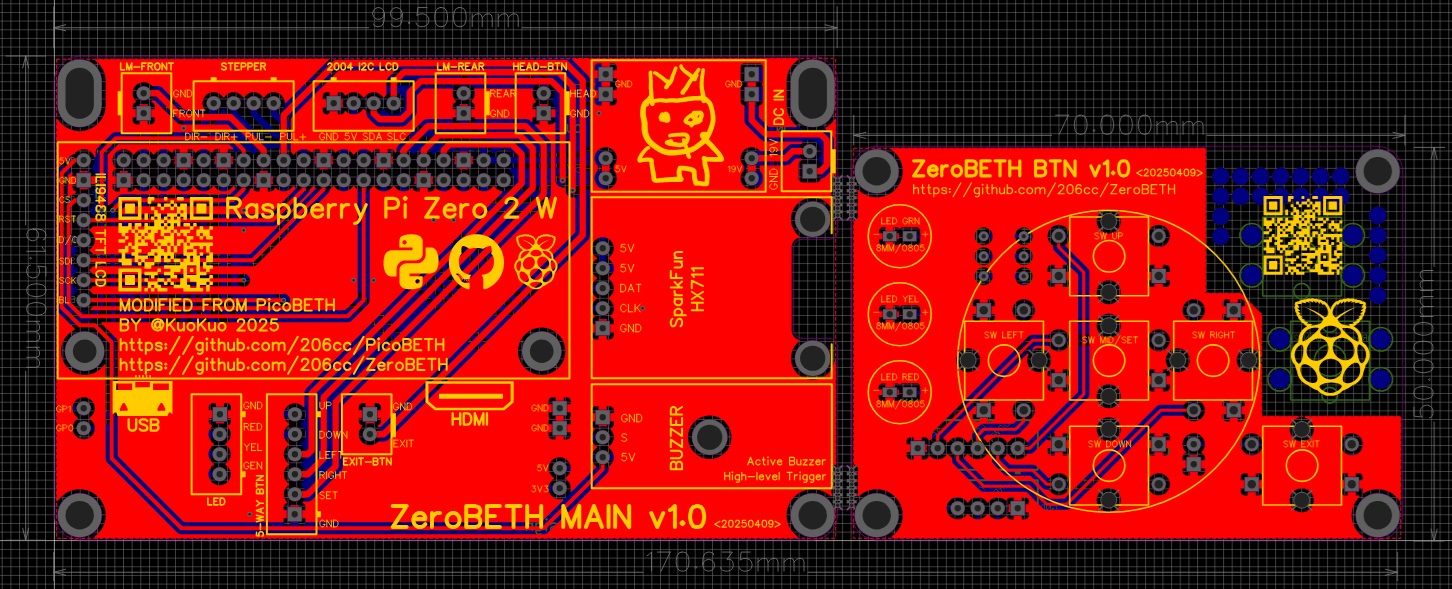 99.500mm
LM-FRONT
STEPPER
2004 I2C LCD
LM-REAR
HEAD-BTN
GND
FRONT
DIR- DIR+ PUL- PUL+
GND 5V SDA SLC
REAR
GND
HEAD
GND
GND
GND
DC IN
5V
19V
GND 19V
5V
GND
CS
RST
D/C
SDI
SCK
BL
ILI9488 TFT LCD
Raspberry Pi Zero 2 W
MODIFIED FROM PicoBETH
BY @KuoKuo 2025
https://github.com/206cc/PicoBETH
https://github.com/206cc/ZeroBETH
61.500mm
5V
5V
DAT
CLK
GND
SparkFun
HX711
USB
GP1
GP0
GND
RED
YEL
GEN
LED
UP
DOWN
LEFT
RIGHT
SET
GND
5-WAY BTN
GND
EXIT
EXIT-BTN
HDMI
GND
GND
5V
3V3
GND
S
5V
BUZZER
Active Buzzer
High-level Trigger
ZeroBETH MAIN v1.0 <20250409>
170.635mm
70.000mm
ZeroBETH BTN v1.0 <20250409>
https://github.com/206cc/ZeroBETH
LED GRN
- +
8MM/0805
LED YEL
- +
8MM/0805
LED RED
- +
8MM/0805
SW UP
SW LEFT
SW MID/SET
SW RIGHT
SW DOWN
SW EXIT
50.000mm